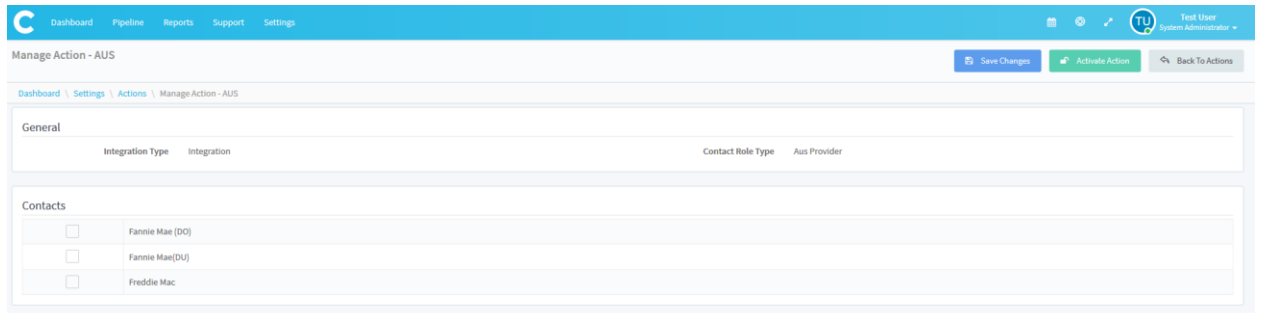 Dashboard Pipeline Reports Support Settings TU Test User
System Administrator
Manage Action - AUS
Save Changes Activate Action Back To Actions
Dashboard \ Settings \ Actions \ Manage Action - AUS
General
Integration Type Integration Contact Role Type Aus Provider
Contacts
Fannie Mae (DO)
Fannie Mae(DU)
Freddie Mac